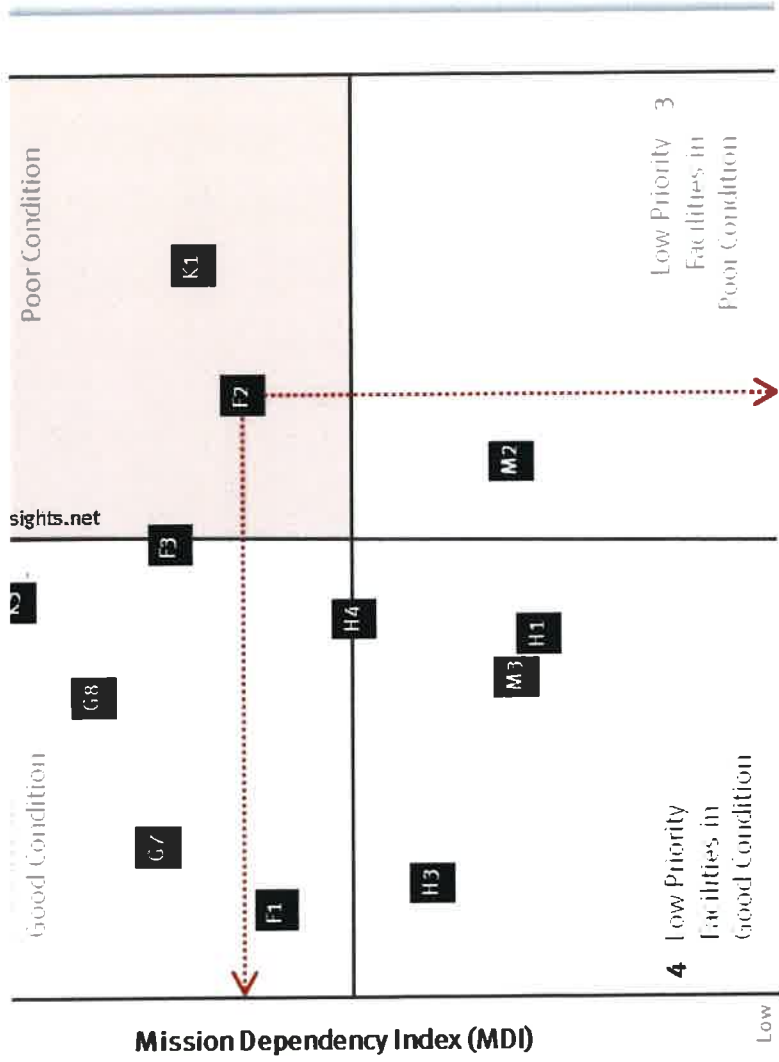 Poor Condition
K1
F2
sights.net
F3
K5
G8
Good Condition
G7
F1
H4
M2
M3
H1
H3
Low Priority 3
Facilities in
Poor Condition
4 Low Priority
Facilities in
Good Condition
Mission Dependency Index (MDI)
Low